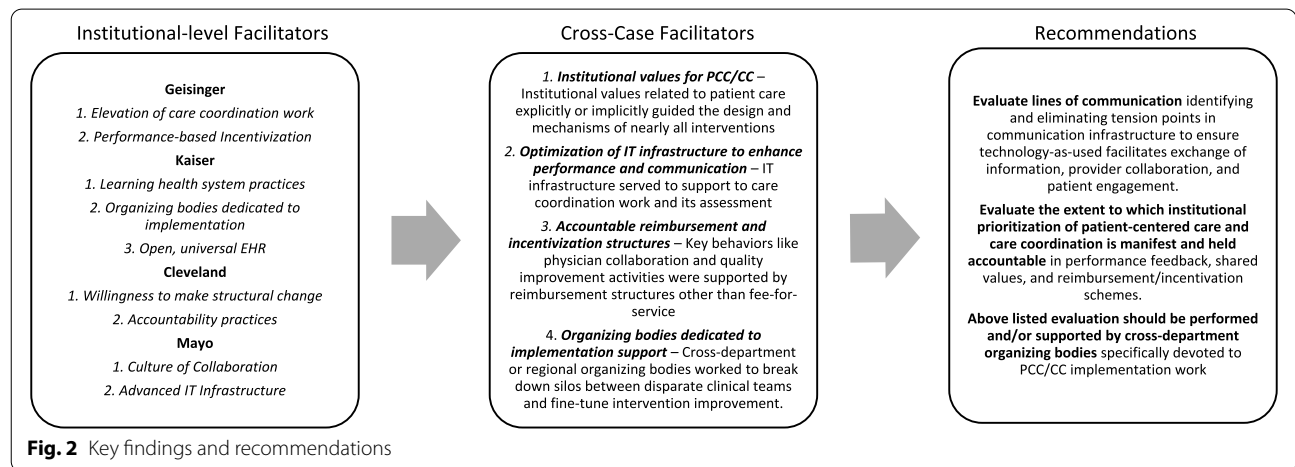 Institutional-level Facilitators
Geisinger
1. Elevation of care coordination work
2. Performance-based Incentivization
Kaiser
1. Learning health system practices
2. Organizing bodies dedicated to
implementation
3. Open, universal EHR
Cleveland
1. Willingness to make structural change
2. Accountability practices
Mayo
1. Culture of Collaboration
2. Advanced IT Infrastructure
Cross-Case Facilitators
1. Institutional values for PCC/CC –
Institutional values related to patient care
explicitly or implicitly guided the design and
mechanisms of nearly all interventions
2. Optimization of IT infrastructure to enhance
performance and communication – IT
infrastructure served to support to care
coordination work and its assessment
3. Accountable reimbursement and
incentivization structures – Key behaviors like
physician collaboration and quality
improvement activities were supported by
reimbursement structures other than fee-for-
service
4. Organizing bodies dedicated to
implementation support – Cross-department
or regional organizing bodies worked to break
down silos between disparate clinical teams
and fine-tune intervention improvement.
Recommendations
Evaluate lines of communication identifying
and eliminating tension points in
communication infrastructure to ensure
technology-as-used facilitates exchange of
information, provider collaboration, and
patient engagement.
Evaluate the extent to which institutional
prioritization of patient-centered care and
care coordination is manifest and held
accountable in performance feedback, shared
values, and reimbursement/incentivation
schemes.
Above listed evaluation should be performed
and/or supported by cross-department
organizing bodies specifically devoted to
PCC/CC implementation work
Fig. 2 Key findings and recommendations